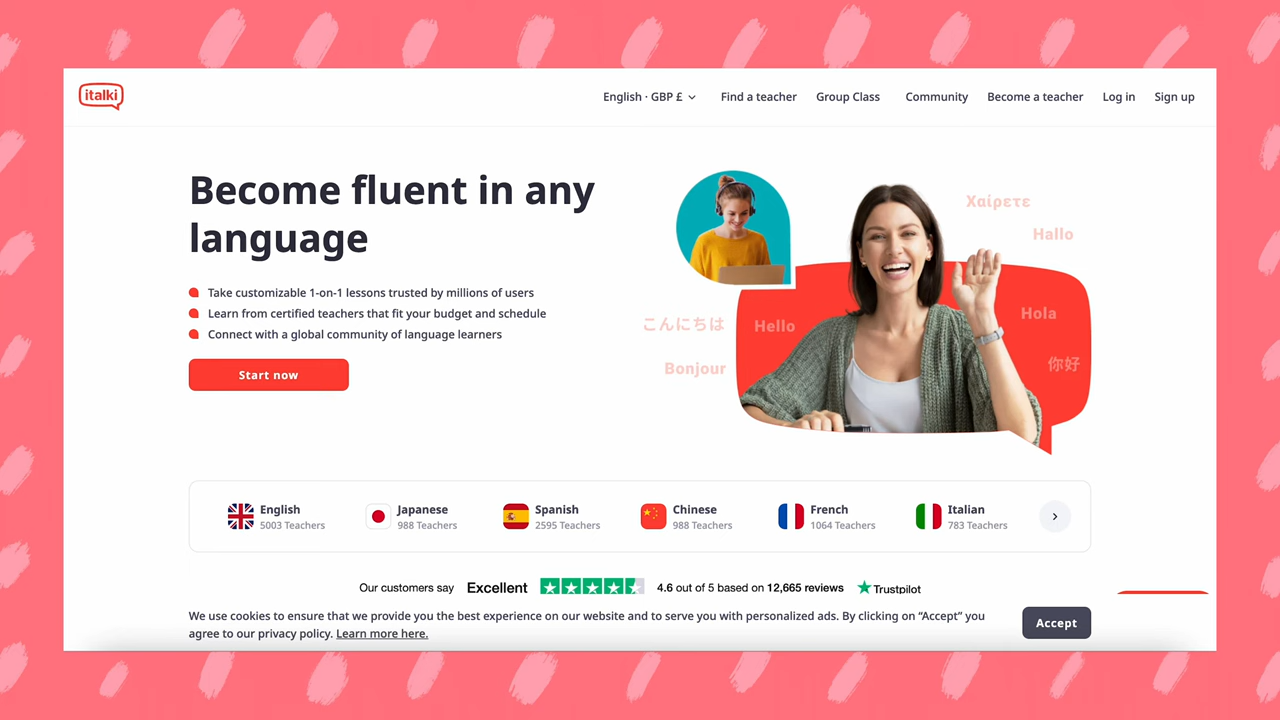 italki
English · GBP £
Find a teacher
Group Class
Community
Become a teacher
Log in
Sign up
Become fluent in any
language
Take customizable 1-on-1 lessons trusted by millions of users
Learn from certified teachers that fit your budget and schedule
Connect with a global community of language learners
Start now
Χαίρετε
Hallo
Hola
こんにちは
Hello
你好
Bonjour
English
5003 Teachers
Japanese
988 Teachers
Spanish
2595 Teachers
Chinese
988 Teachers
French
1064 Teachers
Italian
783 Teachers
Our customers say Excellent 4.6 out of 5 based on 12,665 reviews Trustpilot
We use cookies to ensure that we provide you the best experience on our website and to serve you with personalized ads. By clicking on “Accept” you
agree to our privacy policy. Learn more here.
Accept